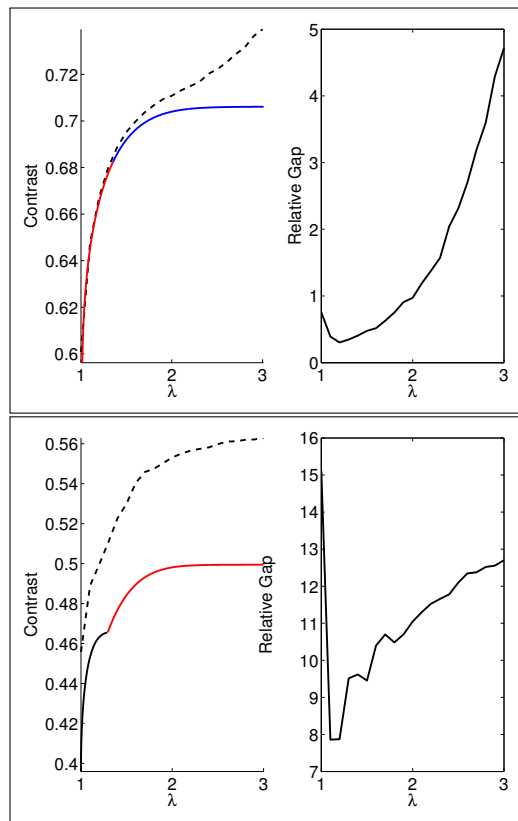 Contrast
0.72
0.7
0.68
0.66
0.64
0.62
0.6
1 2 3
λ
Relative Gap
5
4
3
2
1
0
1 2 3
λ
Contrast
0.56
0.54
0.52
0.5
0.48
0.46
0.44
0.42
0.4
1 2 3
λ
Relative Gap
16
15
14
13
12
11
10
9
8
7
1 2 3
λ